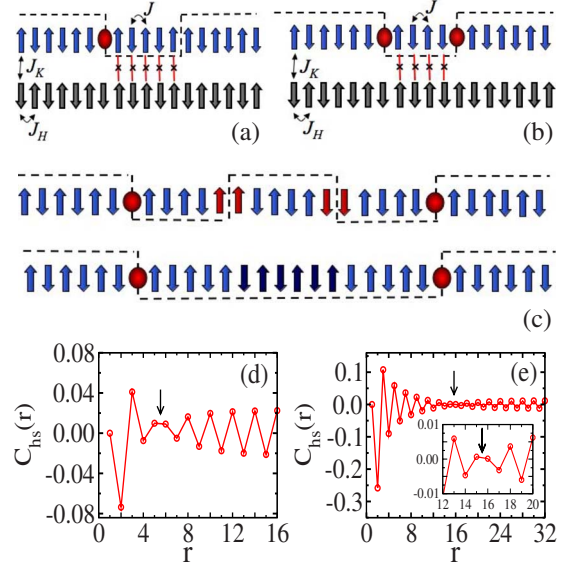 J J
J_K J_K
J_H (a) J_H (b)
(c)
0.08
0.04
0.00
-0.04
-0.08
C_hs(r)
(d)
0 4 8 12 16
r
0.1
0.0
-0.1
-0.2
-0.3
C_hs(r)
(e)
0.01
0.00
-0.01
12 14 16 18 20
0 8 16 24 32
r